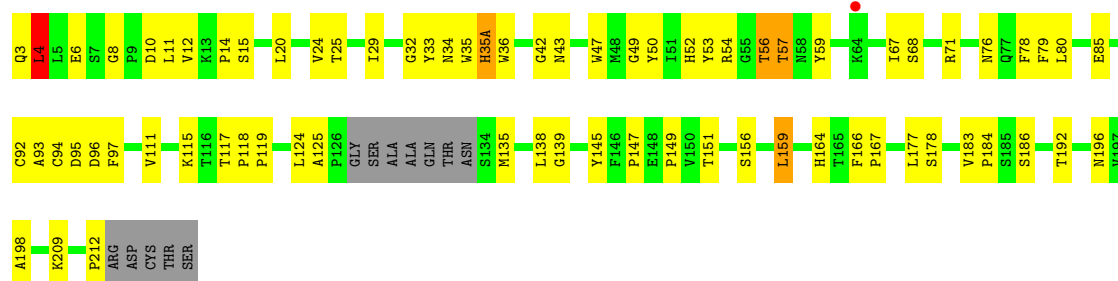 Q3 L4 L5 E6 S7 G8 P9 D10 L11 V12 K13 P14 S15 L20 V24 T25 I29 G32 Y33 N34 W35 H35A W36 G42 N43 W47 M48 G49 Y50 I51 H52 Y53 R54 G55 T56 T57 N58 Y59 K64 I67 S68 R71 N76 Q77 F78 F79 L80 E85
C92 A93 C94 D95 D96 F97 V111 K115 T116 T117 P118 P119 L124 A125 P126 GLY SER ALA ALA GLN THR ASN S134 M135 L138 G139 Y145 F146 P147 E148 P149 V150 T151 S156 L159 H164 T165 F166 P167 L177 S178 V183 P184 S185 S186 T192 N196
A198 K209 P212 ARG ASP CYS THR SER